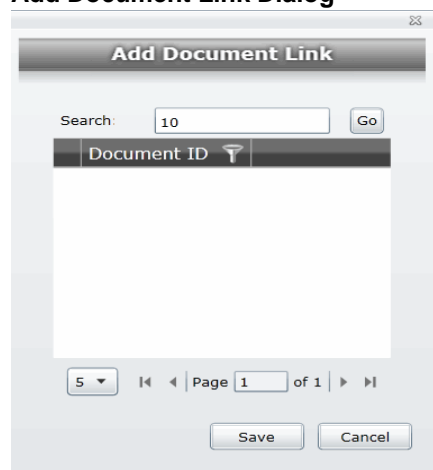 Add Document Link Dialog
Add Document Link
Search: 10 Go
Document ID
5 Page 1 of 1
Save Cancel